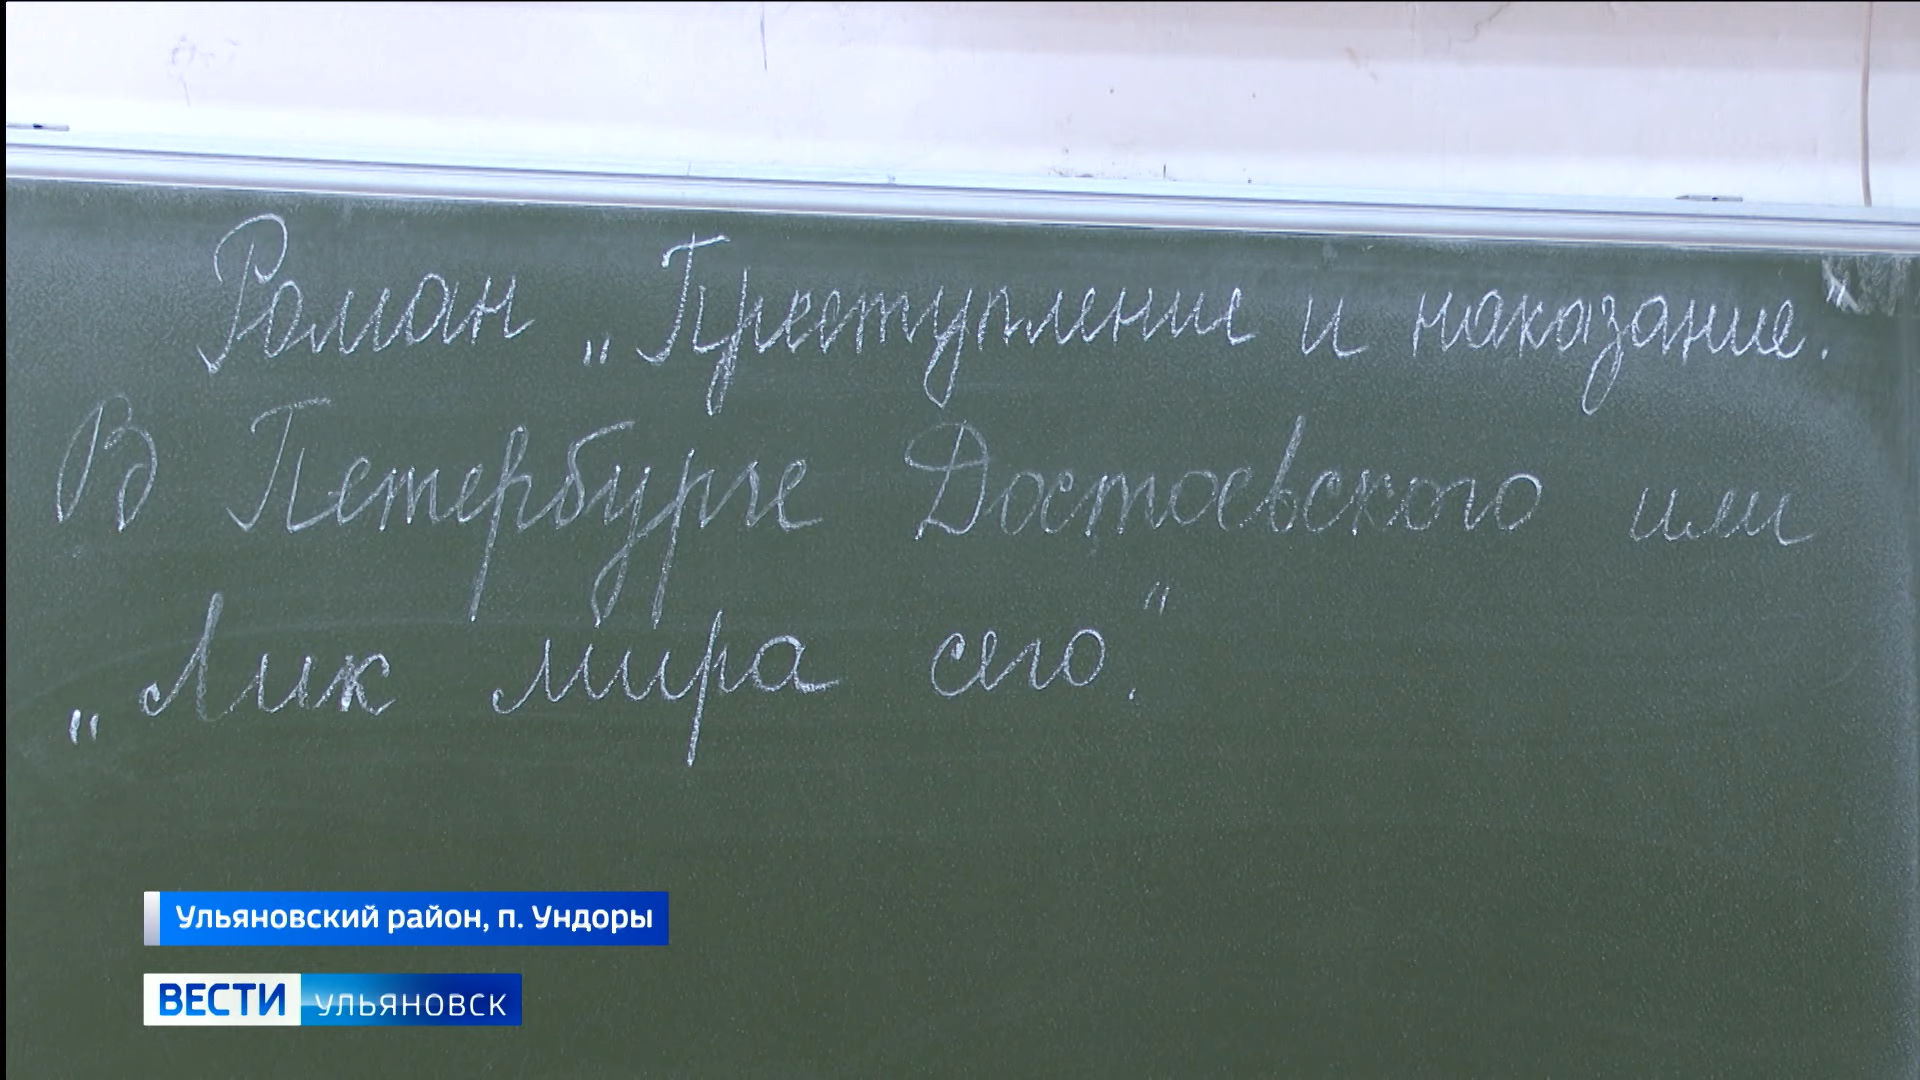 Роман „Преступление и наказание.
В Петербурге Достоевского или
„Лик мира сего."
Ульяновский район, п. Ундоры
ВЕСТИ УЛЬЯНОВСК